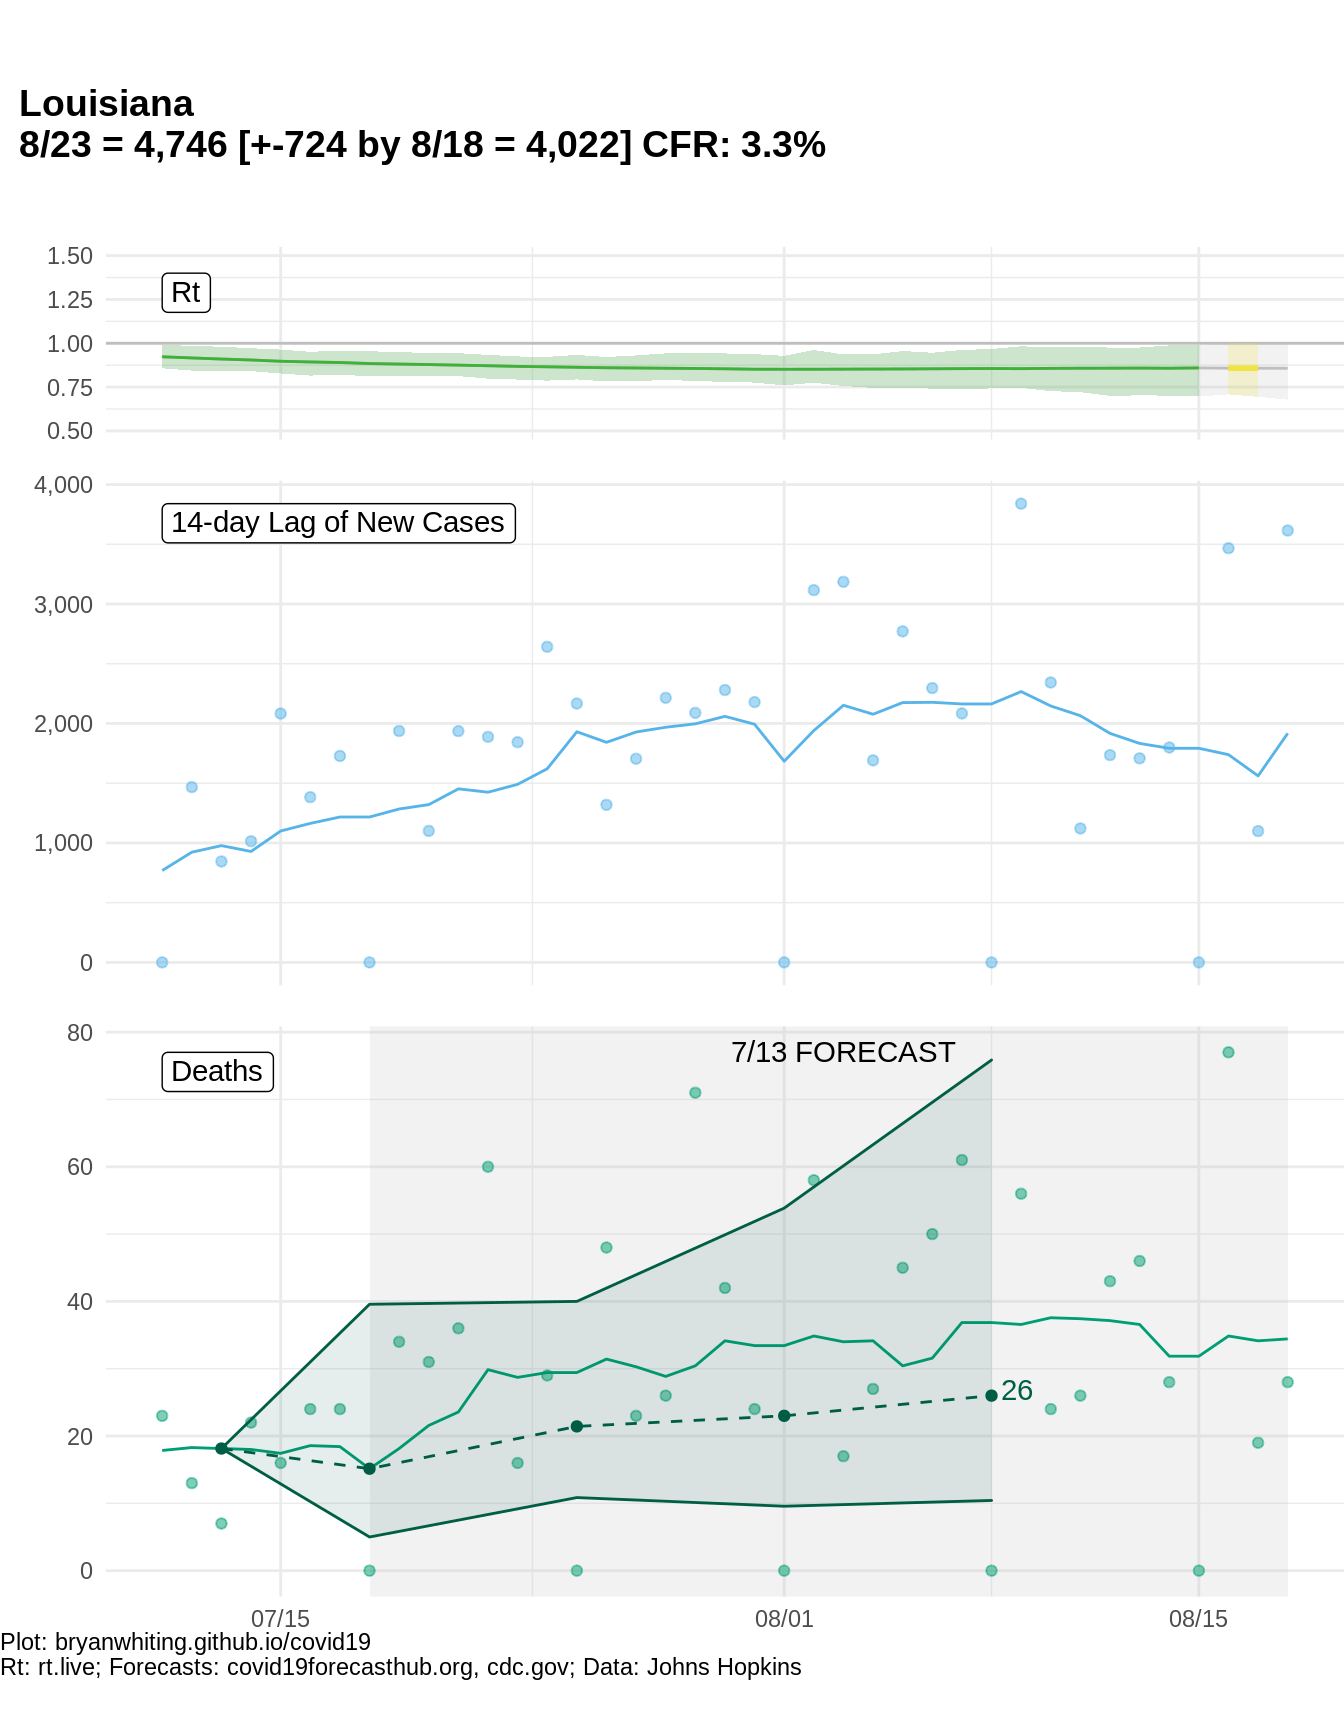 Louisiana
8/23 = 4,746 [+-724 by 8/18 = 4,022] CFR: 3.3%
1.50
Rt
1.25
1.00
0.75
0.50
4,000
14-day Lag of New Cases
3,000
2,000
1,000
0
80
7/13 FORECAST
Deaths
60
40
26
20
0
07/15 08/01 08/15
Plot: bryanwhiting.github.io/covid19
Rt: rt.live; Forecasts: covid19forecasthub.org, cdc.gov; Data: Johns Hopkins